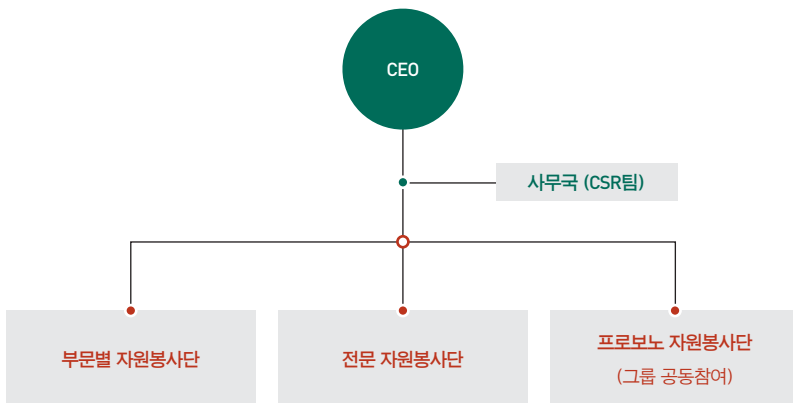 CEO
사무국 (CSR팀)
부문별 자원봉사단
전문 자원봉사단
프로보노 자원봉사단
(그룹 공동참여)